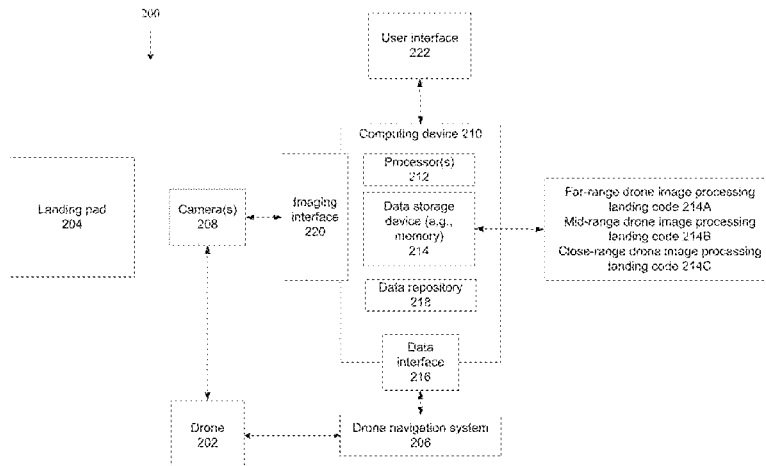 200
User interface
222
Computing device 210
Processor(s)
212
Landing pad
204
Camera(s)
208
Imaging
interface
220
Data storage
device (e.g.,
memory)
214
Far-range drone image processing
landing code 214A
Mid-range drone image processing
landing code 214B
Close-range drone image processing
landing code 214C
Data repository
218
Data
interface
216
Drone
202
Drone navigation system
206